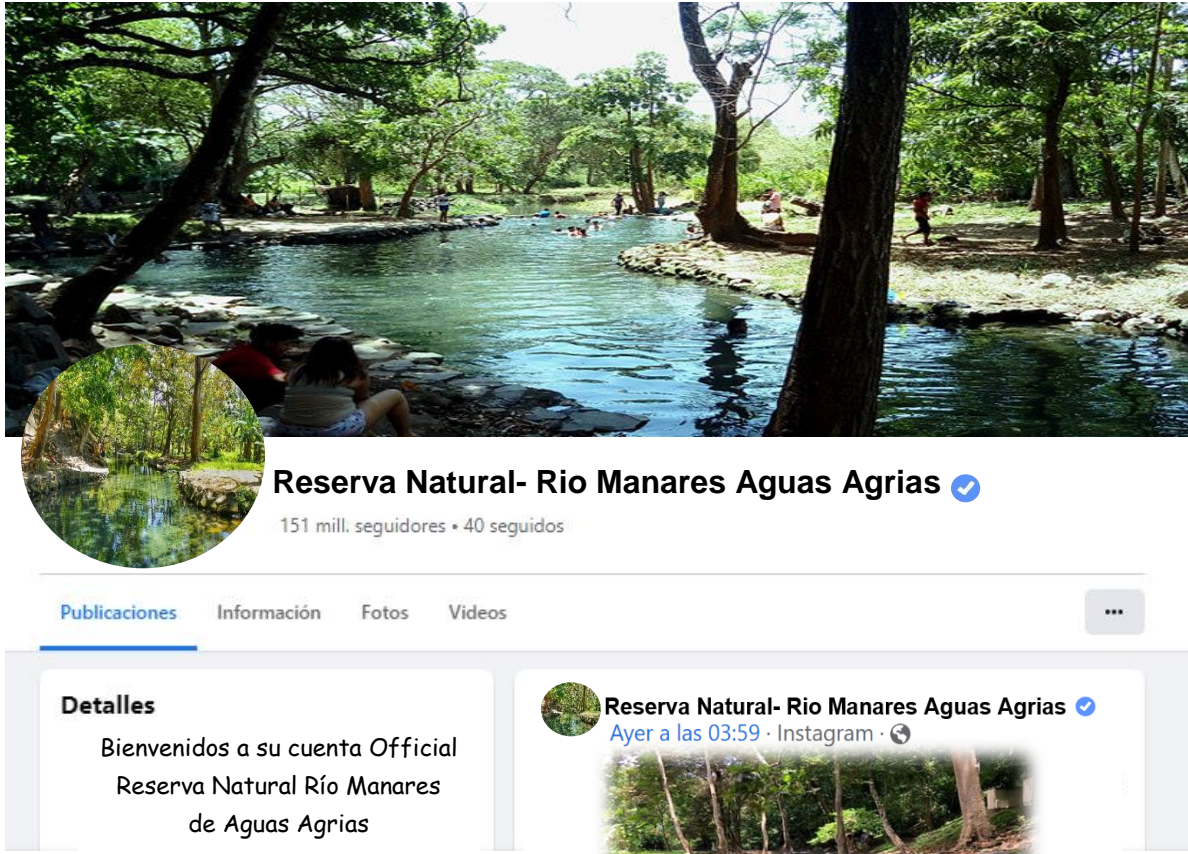 Reserva Natural- Rio Manares Aguas Agrias
151 mill. seguidores • 40 seguidos
Publicaciones Información Fotos Videos
Detalles
Bienvenidos a su cuenta Official
Reserva Natural Río Manares
de Aguas Agrias
Reserva Natural- Rio Manares Aguas Agrias
Ayer a las 03:59 · Instagram ·